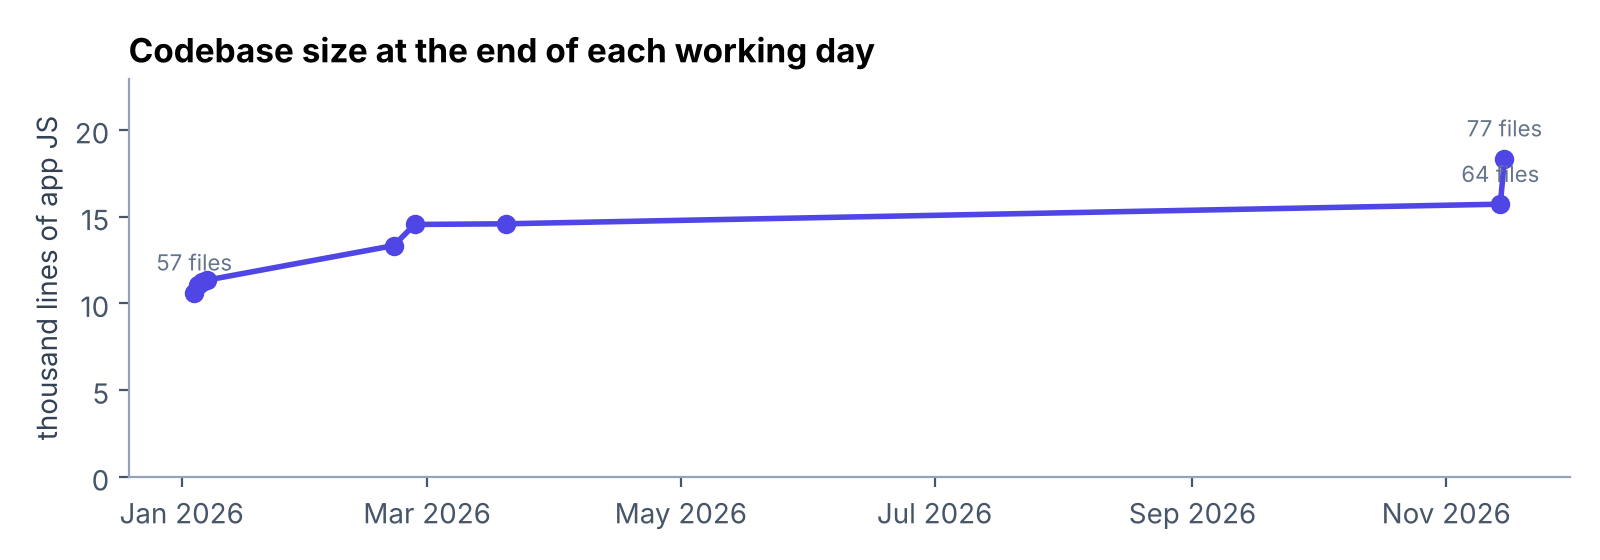 Codebase size at the end of each working day
thousand lines of app JS
20
15
10
5
0
57 files
77 files
64 files
Jan 2026
Mar 2026
May 2026
Jul 2026
Sep 2026
Nov 2026